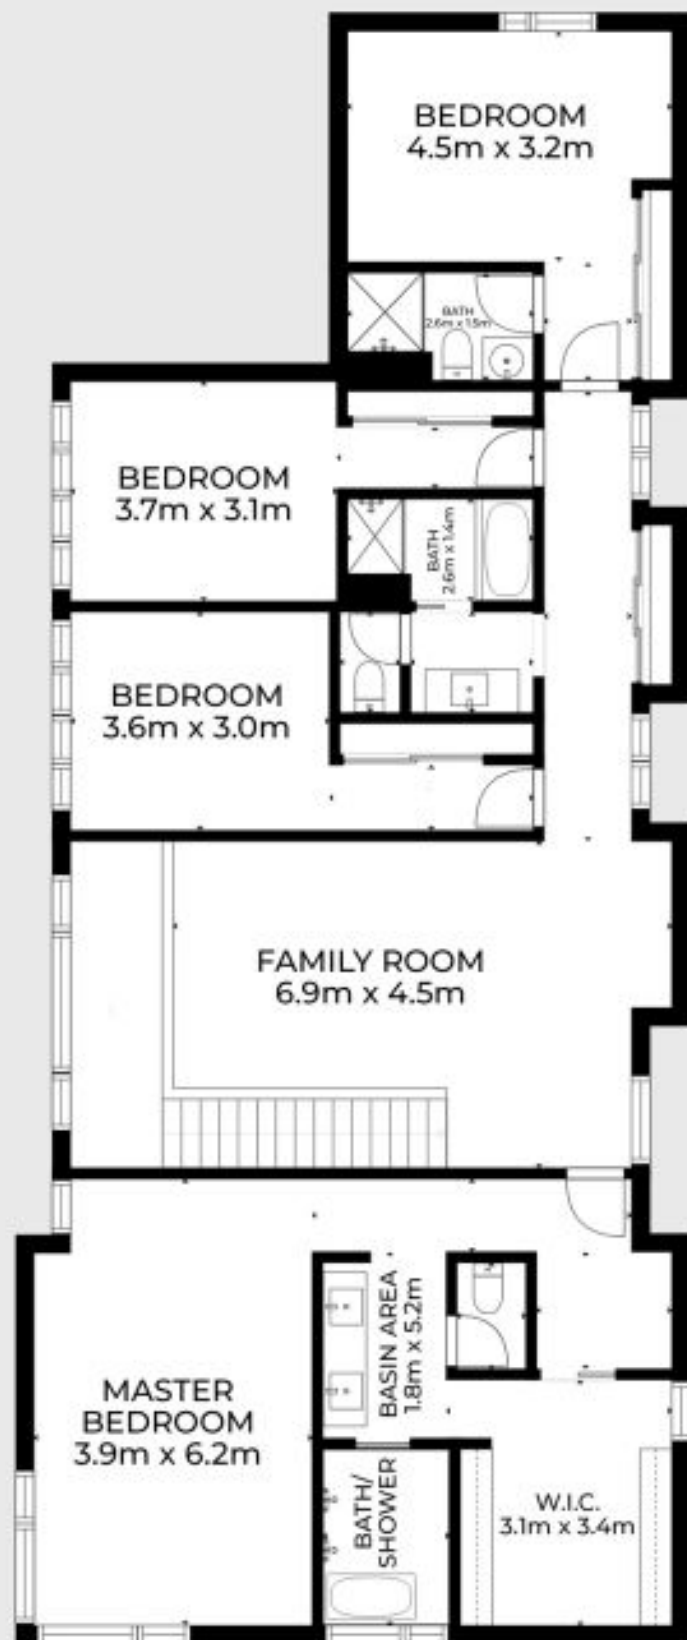 BEDROOM
4.5m x 3.2m
BATH
2.6m x 1.5m
BEDROOM
3.7m x 3.1m
BATH
2.6m x 1.4m
BEDROOM
3.6m x 3.0m
FAMILY ROOM
6.9m x 4.5m
BASIN AREA
1.8m x 5.2m
MASTER
BEDROOM
3.9m x 6.2m
BATH/
SHOWER
W.I.C.
3.1m x 3.4m